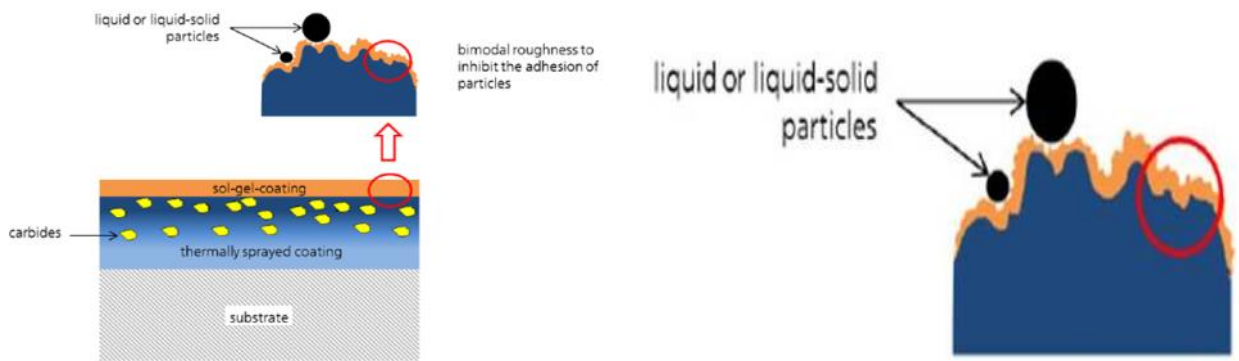 liquid or liquid-solid
particles
bimodal roughness to
inhibit the adhesion of
particles
sol-gel-coating
carbides
thermally sprayed coating
substrate
liquid or liquid-solid
particles